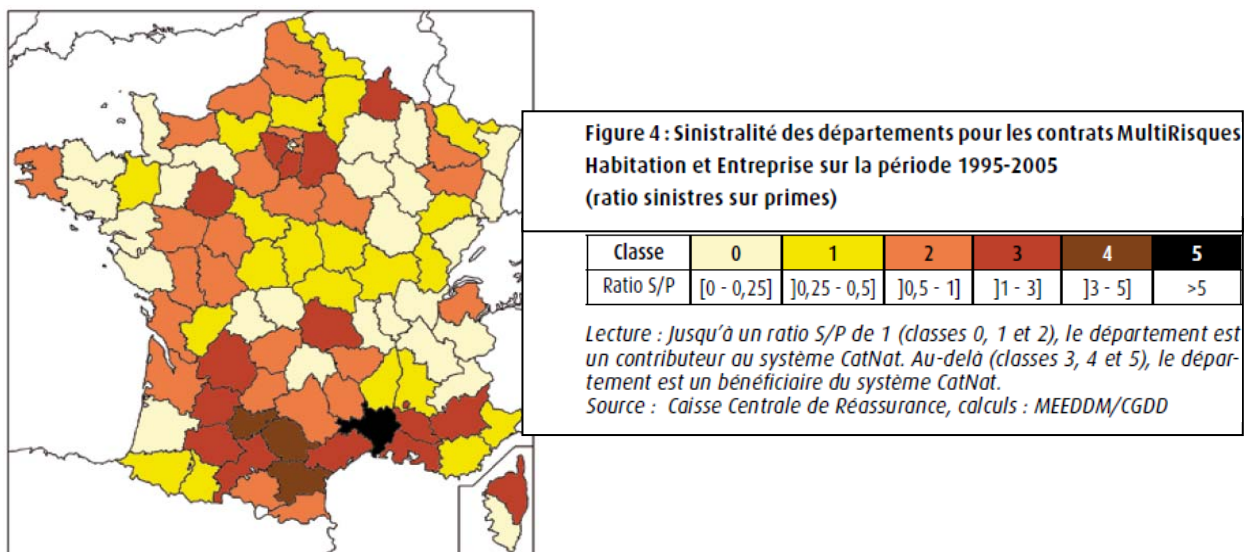 Figure 4 : Sinistralité des départements pour les contrats MultiRisques
Habitation et Entreprise sur la période 1995-2005
(ratio sinistres sur primes)
Classe 0 1 2 3 4 5
Ratio S/P [0 - 0,25] ]0,25 - 0,5] ]0,5 - 1] ]1 - 3] ]3 - 5] >5
Lecture : Jusqu'à un ratio S/P de 1 (classes 0, 1 et 2), le département est
un contributeur au système CatNat. Au-delà (classes 3, 4 et 5), le dépar-
tement est un bénéficiaire du système CatNat.
Source : Caisse Centrale de Réassurance, calculs : MEEDDM/CGDD